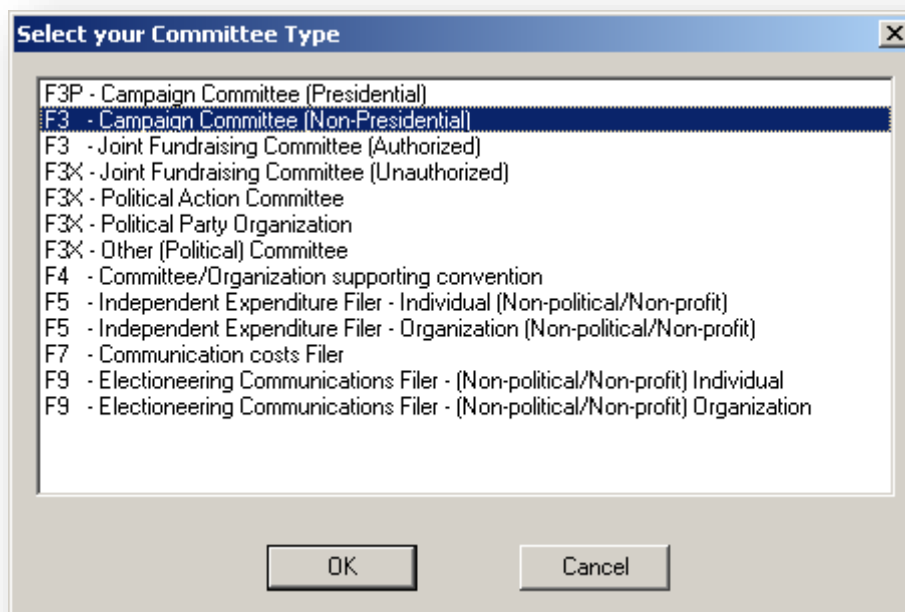 Select your Committee Type
F3P - Campaign Committee (Presidential)
F3 - Campaign Committee (Non-Presidential)
F3 - Joint Fundraising Committee (Authorized)
F3X - Joint Fundraising Committee (Unauthorized)
F3X - Political Action Committee
F3X - Political Party Organization
F3X - Other (Political) Committee
F4 - Committee/Organization supporting convention
F5 - Independent Expenditure Filer - Individual (Non-political/Non-profit)
F5 - Independent Expenditure Filer - Organization (Non-political/Non-profit)
F7 - Communication costs Filer
F9 - Electioneering Communications Filer - (Non-political/Non-profit) Individual
F9 - Electioneering Communications Filer - (Non-political/Non-profit) Organization
OK Cancel